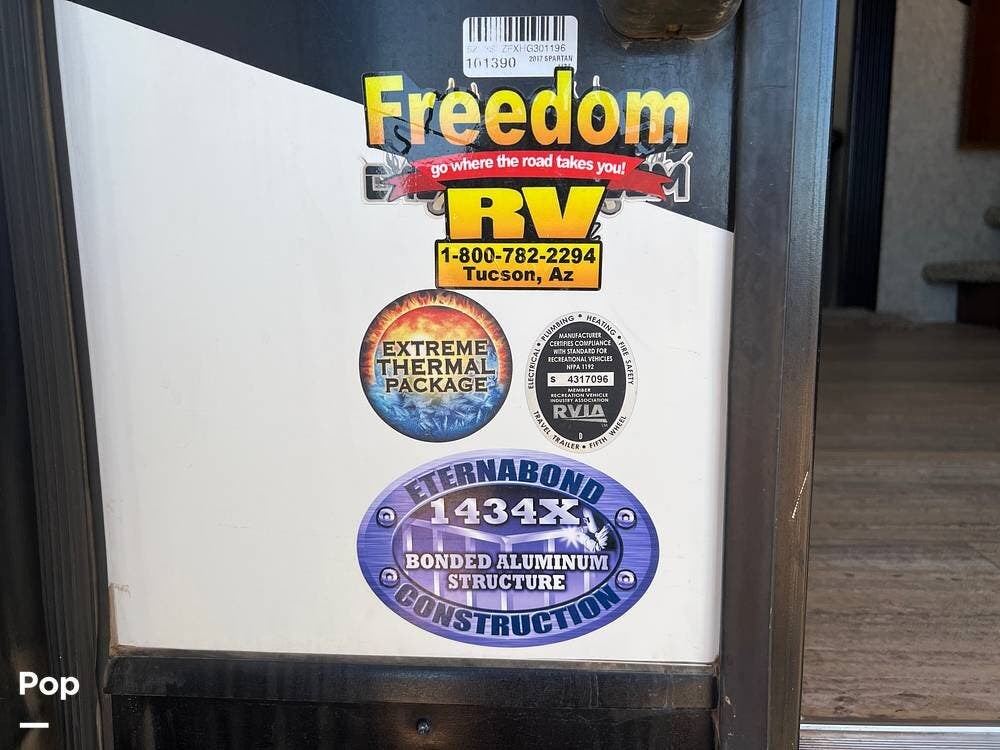 ZFXHG301196
101390 2017 SPARTAN
Freedom
go where the road takes you!
RV
1-800-782-2294
Tucson, Az
EXTREME
THERMAL
PACKAGE
ELECTRICAL • PLUMBING • HEATING • FIRE SAFETY
MANUFACTURER
CERTIFIES COMPLIANCE
WITH STANDARD FOR
RECREATIONAL VEHICLES
NFPA 1192
S 4317096
MEMBER
RECREATION VEHICLE
INDUSTRY ASSOCIATION
RVIA
TM
D
TRAVEL TRAILER • FIFTH WHEEL
ETERNABOND
1434X
BONDED ALUMINUM
STRUCTURE
CONSTRUCTION
Pop